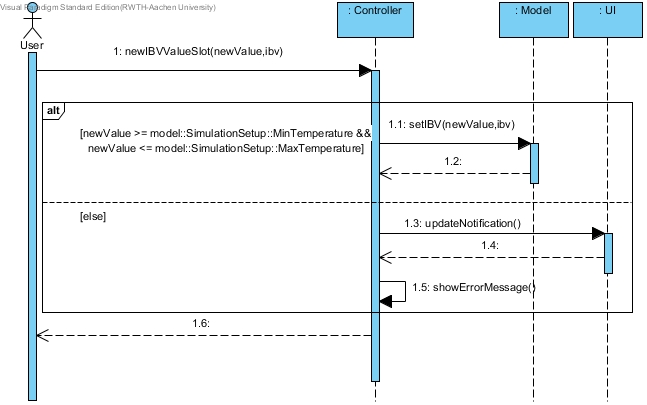 Visual Paradigm Standard Edition(RWTH-Aachen University)
: Controller
: Model
: UI
User
1: newIBVValueSlot(newValue,ibv)
alt
1.1: setIBV(newValue,ibv)
[newValue >= model::SimulationSetup::MinTemperature &&
newValue <= model::SimulationSetup::MaxTemperature]
1.2:
[else]
1.3: updateNotification()
1.4:
1.5: showErrorMessage()
1.6: